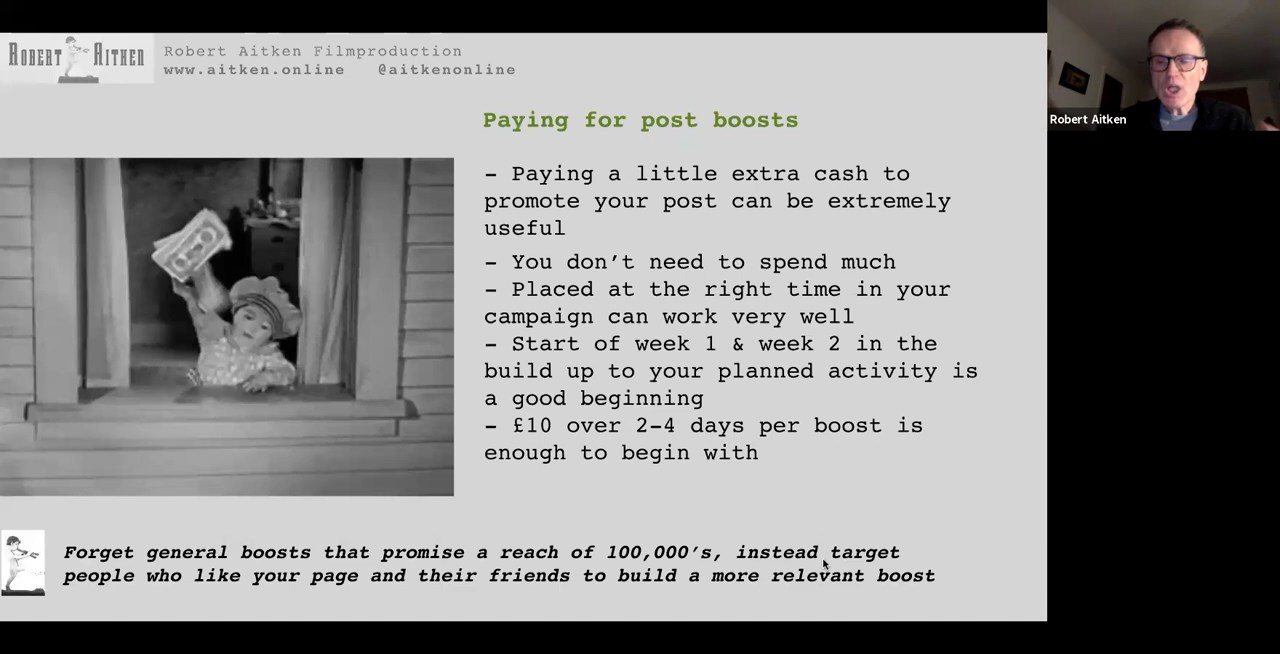 ROBERT AITKEN
Robert Aitken Filmproduction
www.aitken.online @aitkenonline
Paying for post boosts
– Paying a little extra cash to
promote your post can be extremely
useful
– You don’t need to spend much
– Placed at the right time in your
campaign can work very well
– Start of week 1 & week 2 in the
build up to your planned activity is
a good beginning
– £10 over 2-4 days per boost is
enough to begin with
Forget general boosts that promise a reach of 100,000’s, instead target
people who like your page and their friends to build a more relevant boost
Robert Aitken